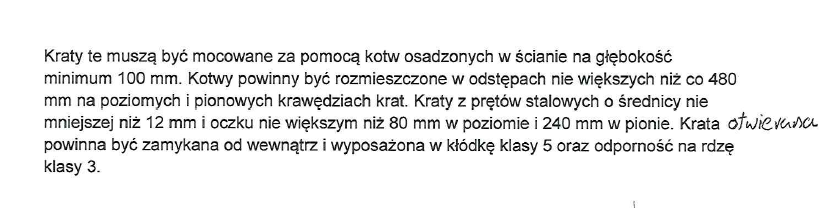 Kraty te muszą być mocowane za pomocą kotw osadzonych w ścianie na głębokość
minimum 100 mm. Kotwy powinny być rozmieszczone w odstępach nie większych niż co 480
mm na poziomych i pionowych krawędziach krat. Kraty z prętów stalowych o średnicy nie
mniejszej niż 12 mm i oczku nie większym niż 80 mm w poziomie i 240 mm w pionie. Krata otwierana
powinna być zamykana od wewnątrz i wyposażona w kłódkę klasy 5 oraz odporność na rdzę
klasy 3.